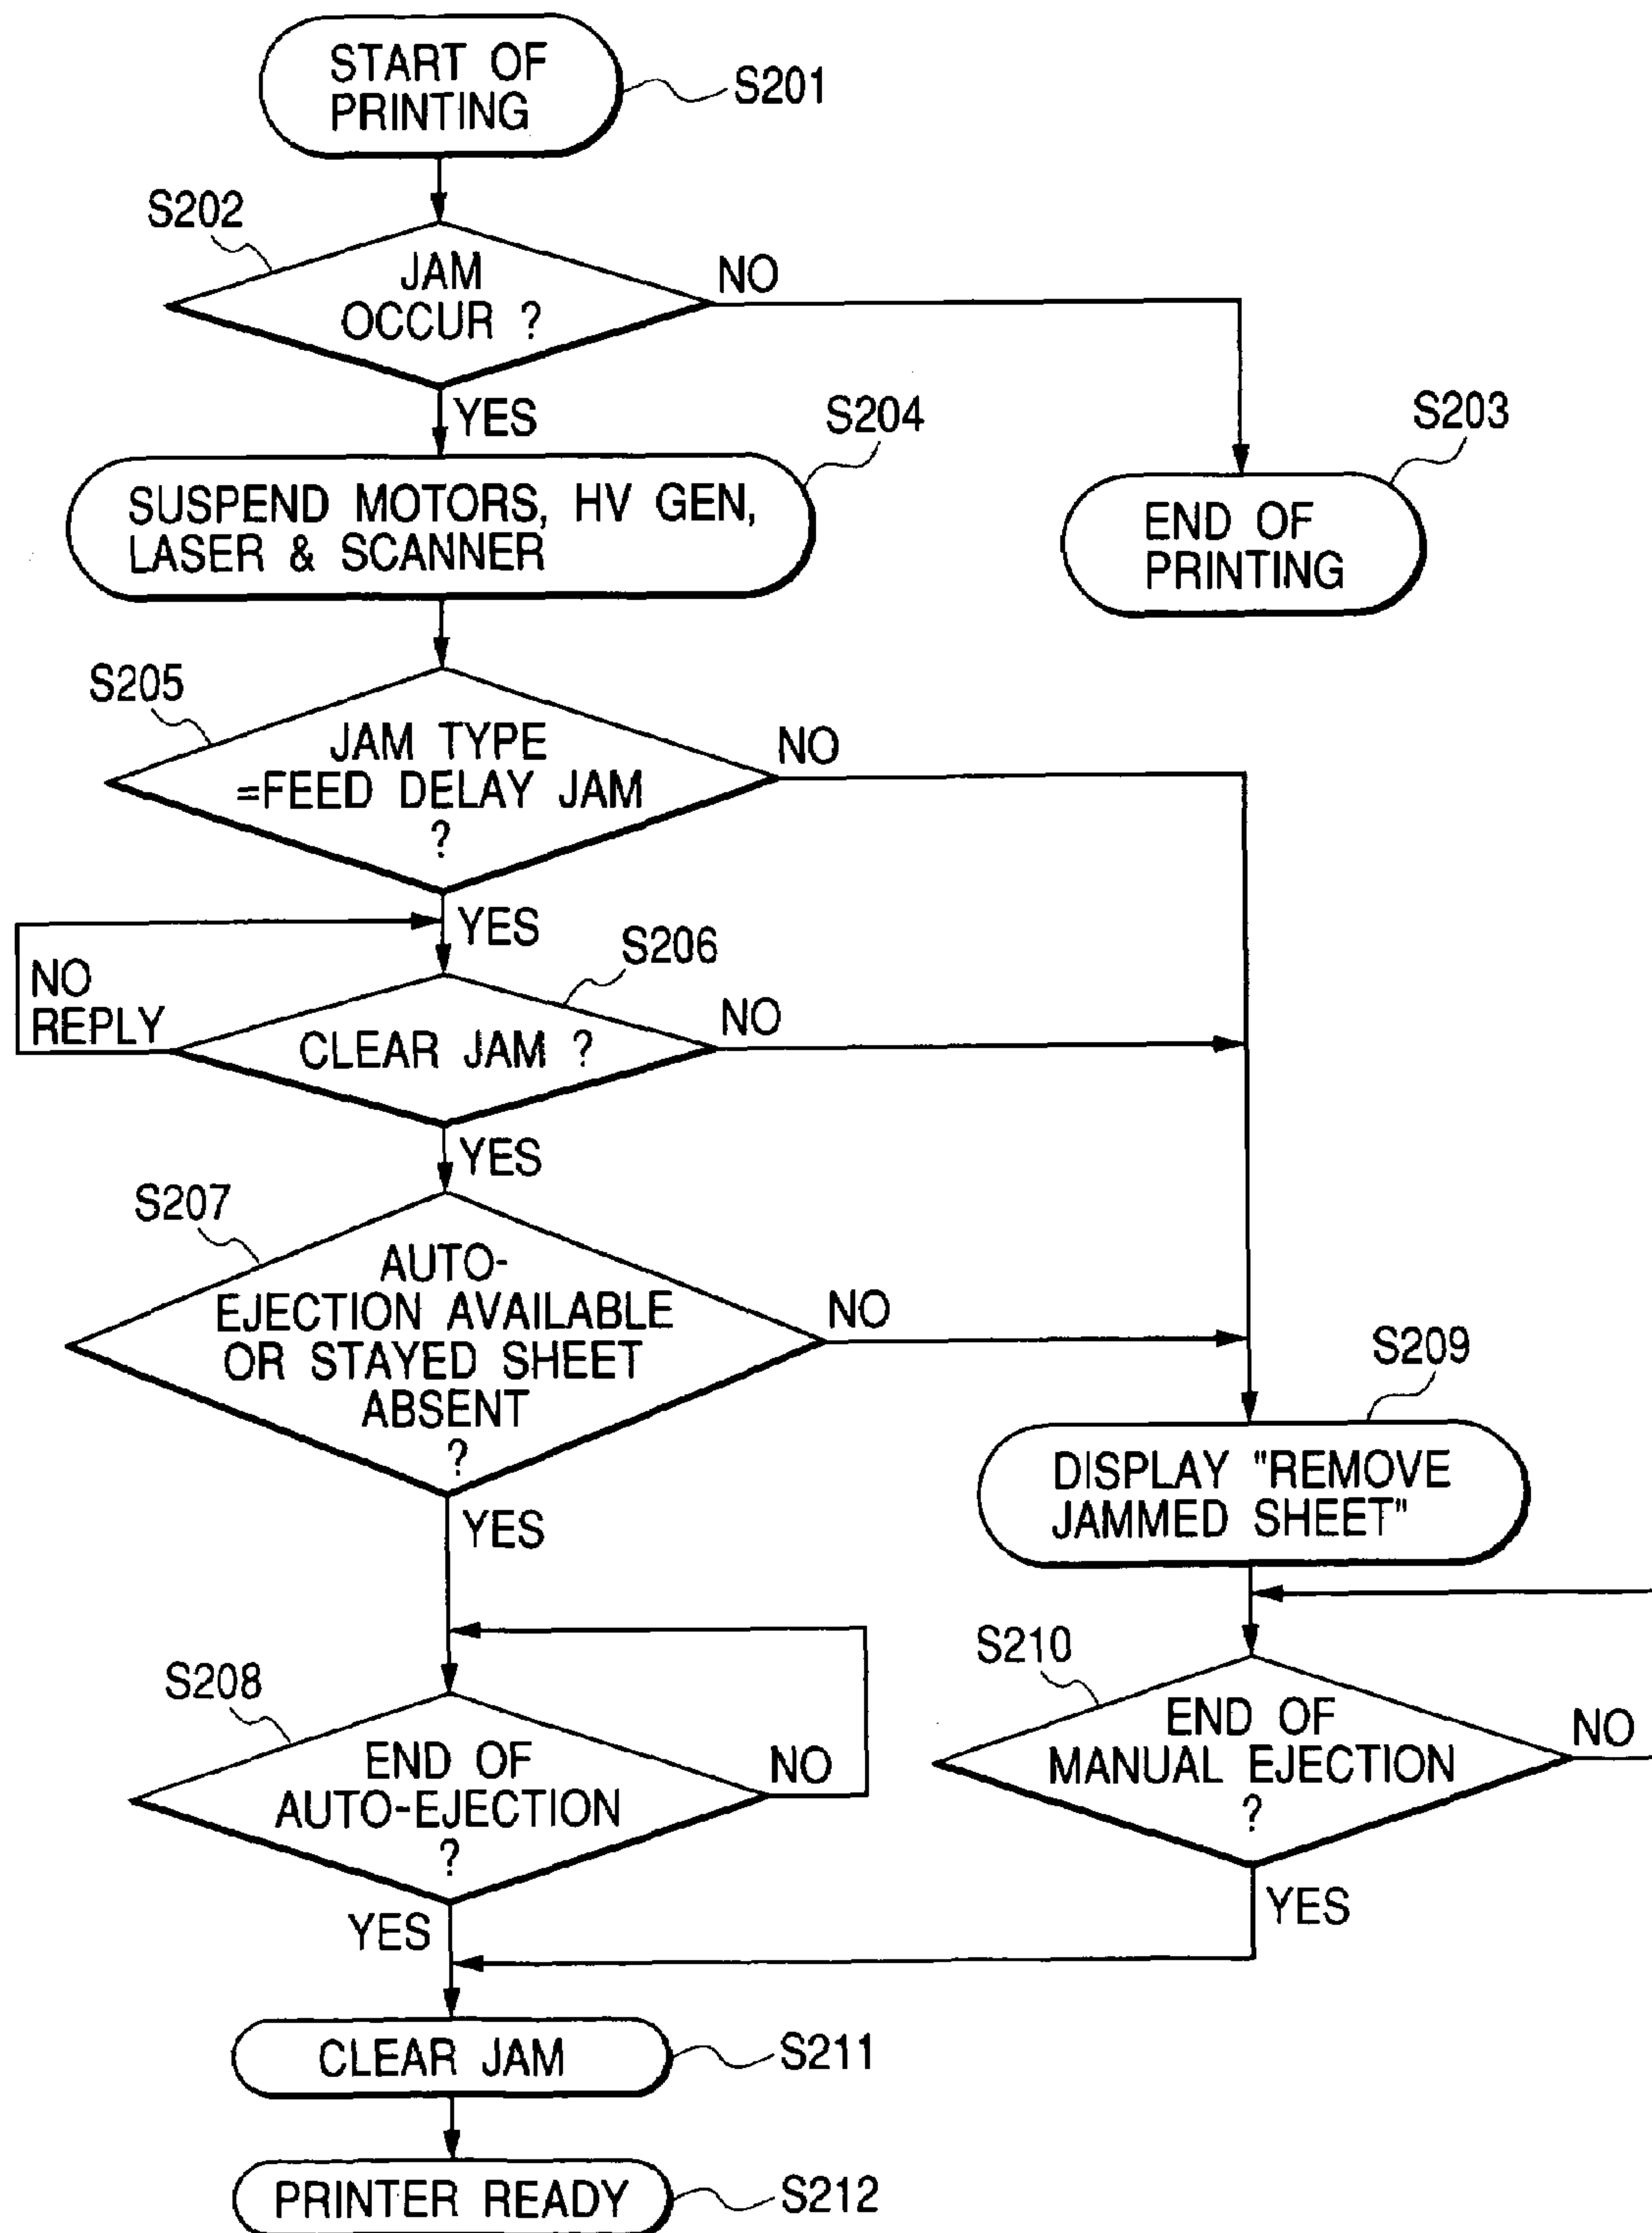 START OF
PRINTING
S201
S202
JAM
OCCUR ?
NO
YES
S204
S203
SUSPEND MOTORS, HV GEN,
LASER & SCANNER
END OF
PRINTING
S205
JAM TYPE
=FEED DELAY JAM
?
NO
YES
S206
NO
REPLY
CLEAR JAM ?
NO
YES
S207
AUTO-
EJECTION AVAILABLE
OR STAYED SHEET
ABSENT
?
NO
YES
S209
DISPLAY "REMOVE
JAMMED SHEET"
S208
END OF
AUTO-EJECTION
?
NO
YES
S210
END OF
MANUAL EJECTION
?
NO
YES
CLEAR JAM
S211
PRINTER READY
S212